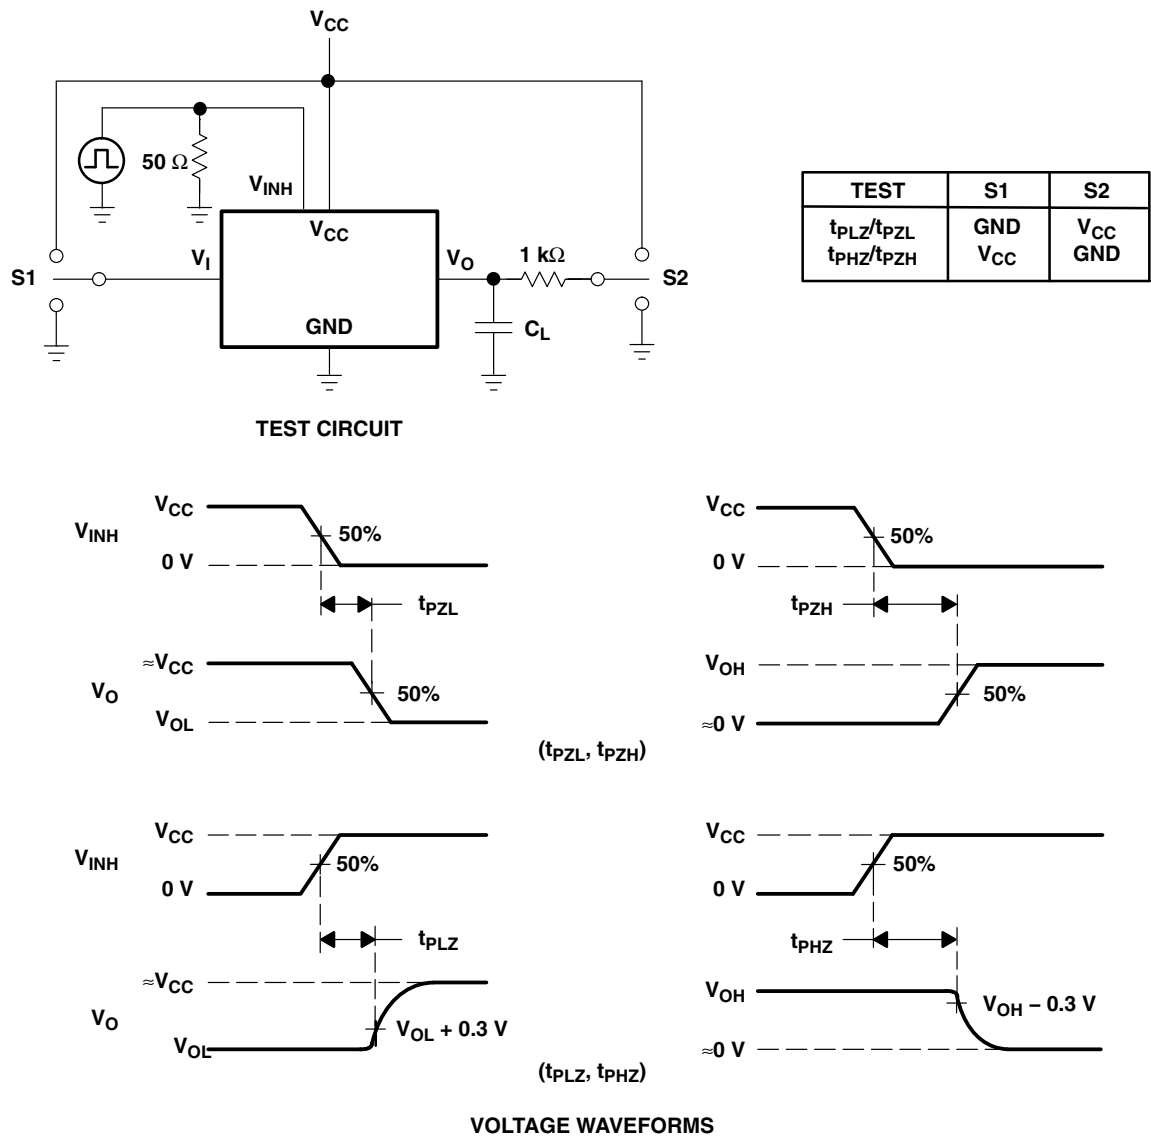 VCC
50 Ω
VINH
VCC
VI
VO
1 kΩ
S1
S2
GND
CL
TEST CIRCUIT
TEST S1 S2
tPLZ/tPZL GND VCC
tPHZ/tPZH VCC GND
VCC
VINH
50%
0 V
tPZL
≈VCC
VO
50%
VOL
VCC
50%
0 V
tPZH
VOH
50%
≈0 V
(tPZL, tPZH)
VCC
VINH
50%
0 V
tPLZ
≈VCC
VO
VOL + 0.3 V
VOL
VCC
50%
0 V
tPHZ
VOH
VOH − 0.3 V
≈0 V
(tPLZ, tPHZ)
VOLTAGE WAVEFORMS